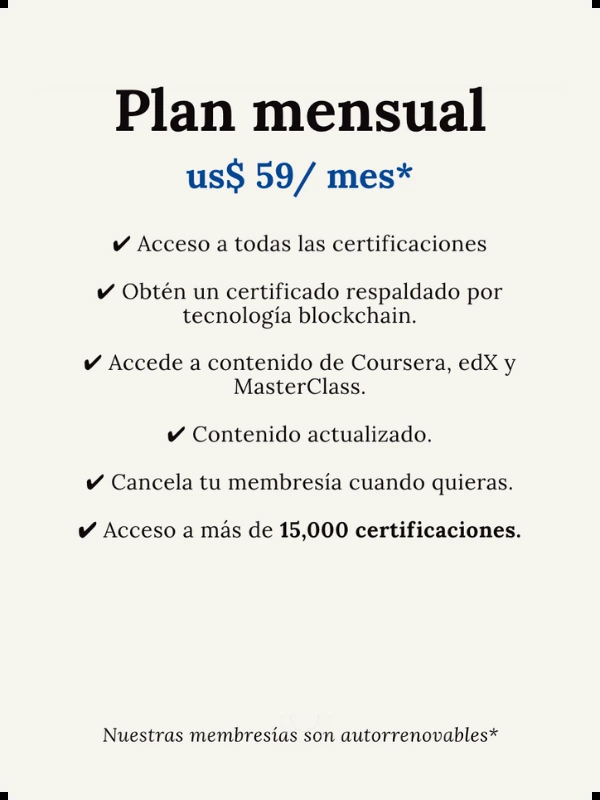 Plan mensual
us$ 59/ mes*
✔ Acceso a todas las certificaciones
✔ Obtén un certificado respaldado por
tecnología blockchain.
✔ Accede a contenido de Coursera, edX y
MasterClass.
✔ Contenido actualizado.
✔ Cancela tu membresía cuando quieras.
✔ Acceso a más de 15,000 certificaciones.
Nuestras membresías son autorrenovables*